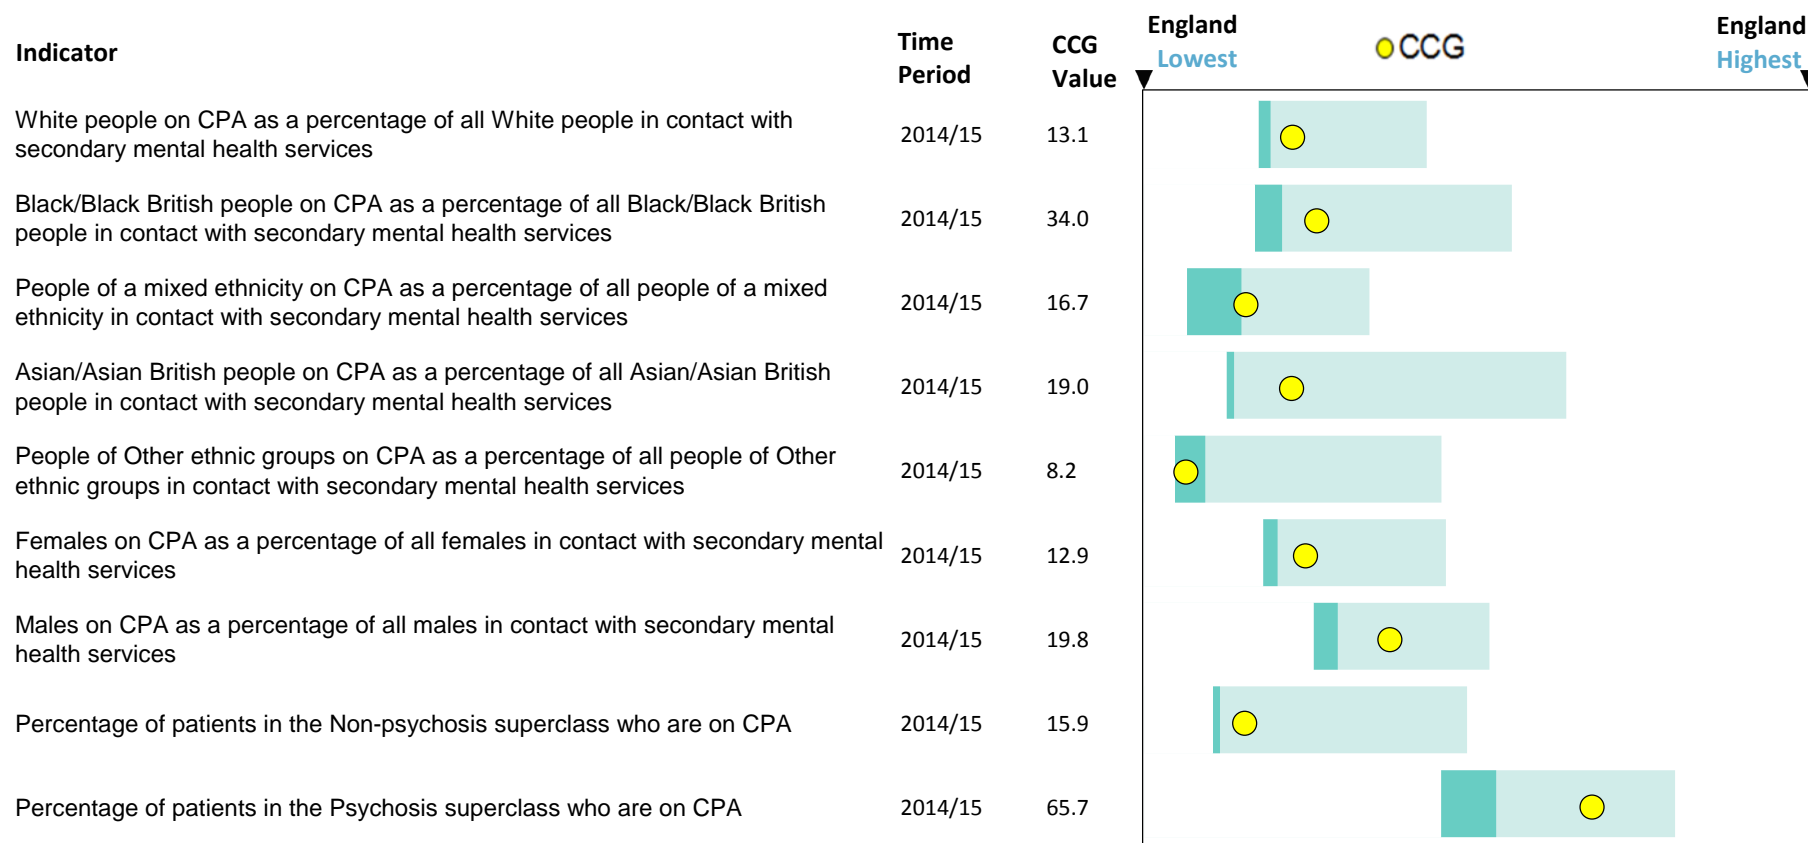 Indicator
Time
Period
CCG
Value
England
Lowest
CCG
England
Highest
White people on CPA as a percentage of all White people in contact with
secondary mental health services
2014/15
13.1
Black/Black British people on CPA as a percentage of all Black/Black British
people in contact with secondary mental health services
2014/15
34.0
People of a mixed ethnicity on CPA as a percentage of all people of a mixed
ethnicity in contact with secondary mental health services
2014/15
16.7
Asian/Asian British people on CPA as a percentage of all Asian/Asian British
people in contact with secondary mental health services
2014/15
19.0
People of Other ethnic groups on CPA as a percentage of all people of Other
ethnic groups in contact with secondary mental health services
2014/15
8.2
Females on CPA as a percentage of all females in contact with secondary mental
health services
2014/15
12.9
Males on CPA as a percentage of all males in contact with secondary mental
health services
2014/15
19.8
Percentage of patients in the Non-psychosis superclass who are on CPA
2014/15
15.9
Percentage of patients in the Psychosis superclass who are on CPA
2014/15
65.7